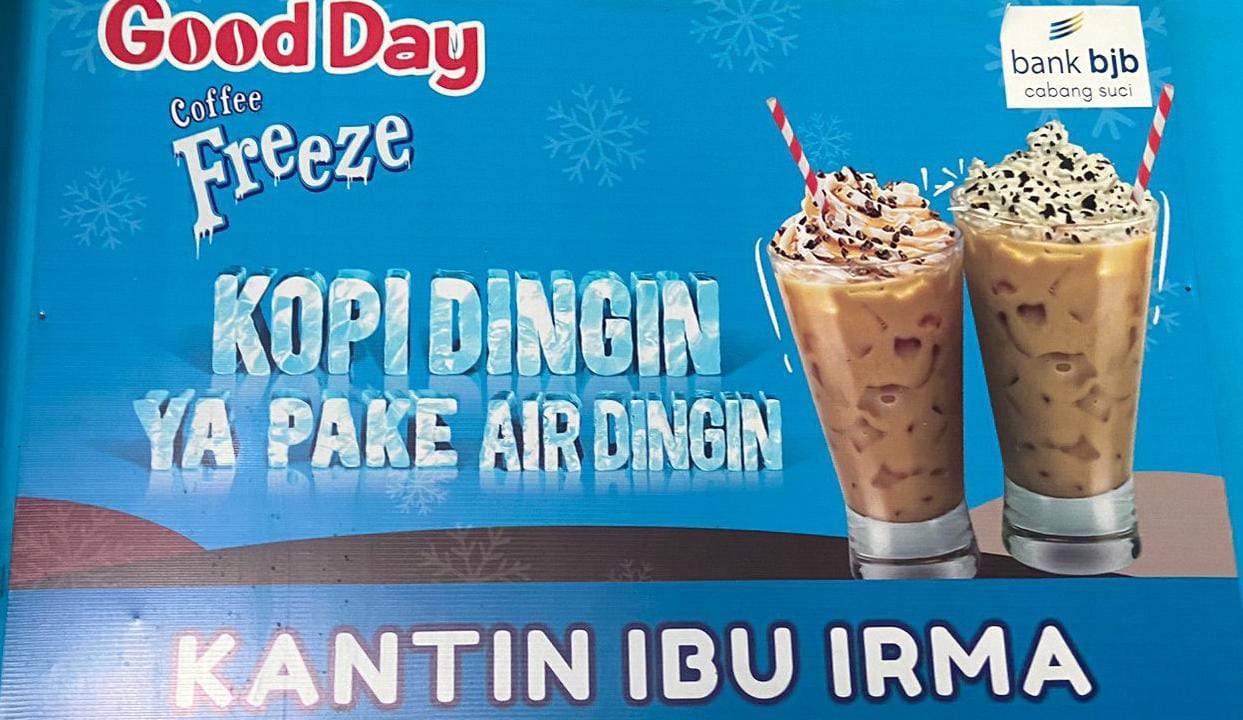 Good Day
Coffee
Freeze
bank bjb
cabang suci
KOPI DINGIN
YA PAKE AIR DINGIN
KANTIN IBU IRMA